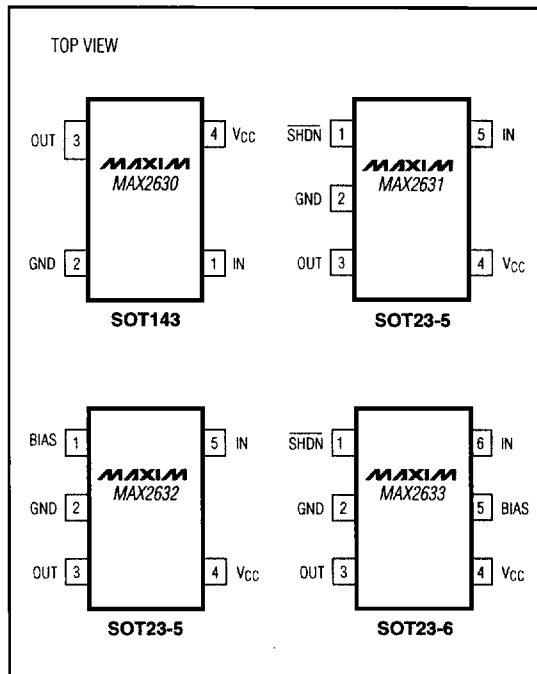 TOP VIEW
OUT 3
4 VCC
MAXIM
MAX2630
GND 2
1 IN
SOT143
SHDN 1
5 IN
MAXIM
MAX2631
GND 2
OUT 3
4 VCC
SOT23-5
BIAS 1
5 IN
MAXIM
MAX2632
GND 2
OUT 3
4 VCC
SOT23-5
SHDN 1
6 IN
MAXIM
MAX2633
GND 2
5 BIAS
OUT 3
4 VCC
SOT23-6